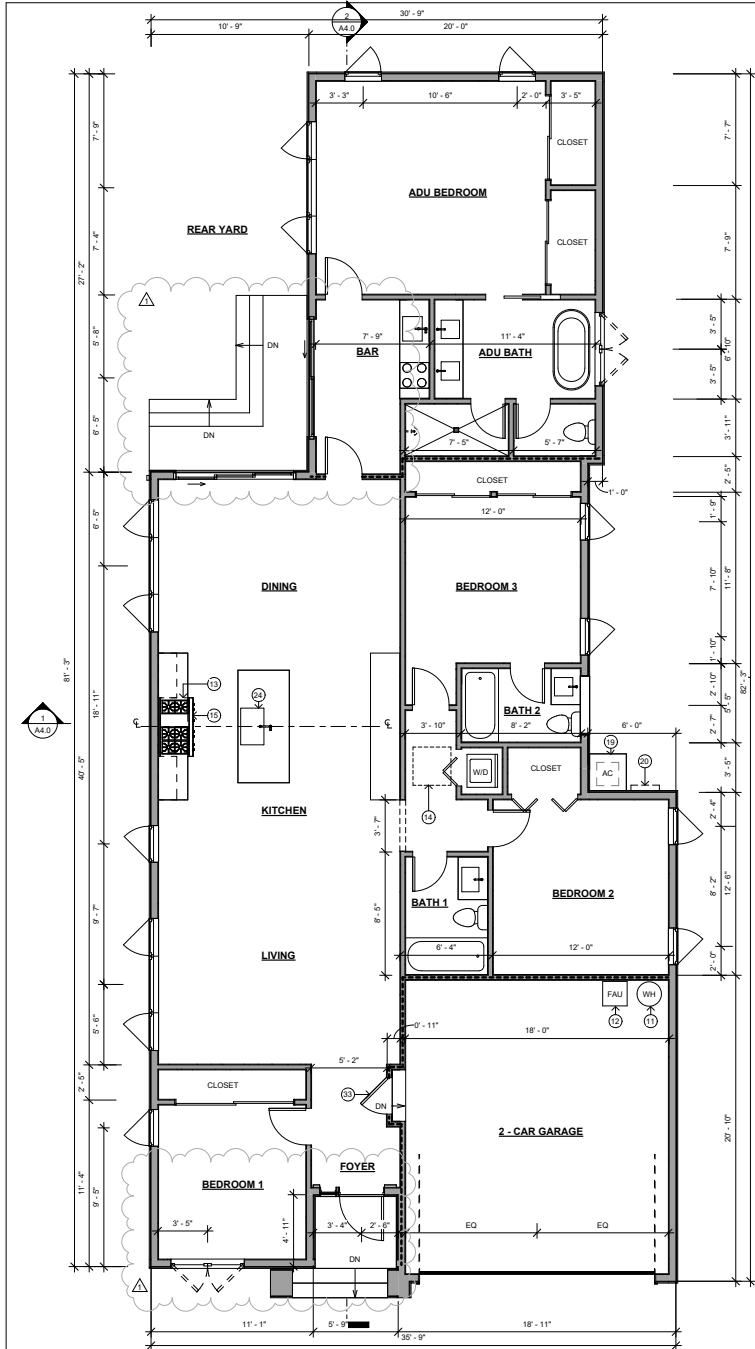 30' - 9"
2
A4.0
10' - 9"
20' - 0"
3' - 3"
10' - 6"
2' - 0"
3' - 5"
CLOSET
7' - 9"
7' - 7"
ADU BEDROOM
REAR YARD
7' - 4"
27' - 2"
CLOSET
7' - 9"
1
DN
5' - 8"
7' - 9"
BAR
11' - 4"
ADU BATH
3' - 5"
6' - 10"
3' - 5"
DN
6' - 5"
7' - 5"
5' - 7"
3' - 11"
CLOSET
2' - 5"
1' - 0"
12' - 0"
1' - 9"
6' - 5"
DINING
BEDROOM 3
7' - 10"
11' - 8"
1' - 10"
81' - 3"
82' - 3"
13
24
15
18' - 11"
BATH 2
2' - 10"
5' - 5"
2' - 7"
1
A4.0
3' - 10"
8' - 2"
6' - 0"
19
AC
20
W/D
CLOSET
3' - 5"
40' - 5"
KITCHEN
14
3' - 7"
2' - 4"
8' - 2"
12' - 6"
BEDROOM 2
BATH 1
8' - 5"
9' - 7"
LIVING
6' - 4"
12' - 0"
2' - 0"
FAU
WH
12
11
5' - 6"
0' - 11"
18' - 0"
5' - 2"
2' - 5"
CLOSET
33
DN
2 - CAR GARAGE
20' - 10"
FOYER
BEDROOM 1
11' - 4"
9' - 5"
3' - 5"
4' - 11"
3' - 4"
2' - 6"
EQ
EQ
DN
1
11' - 1"
5' - 9"
18' - 11"
35' - 9"